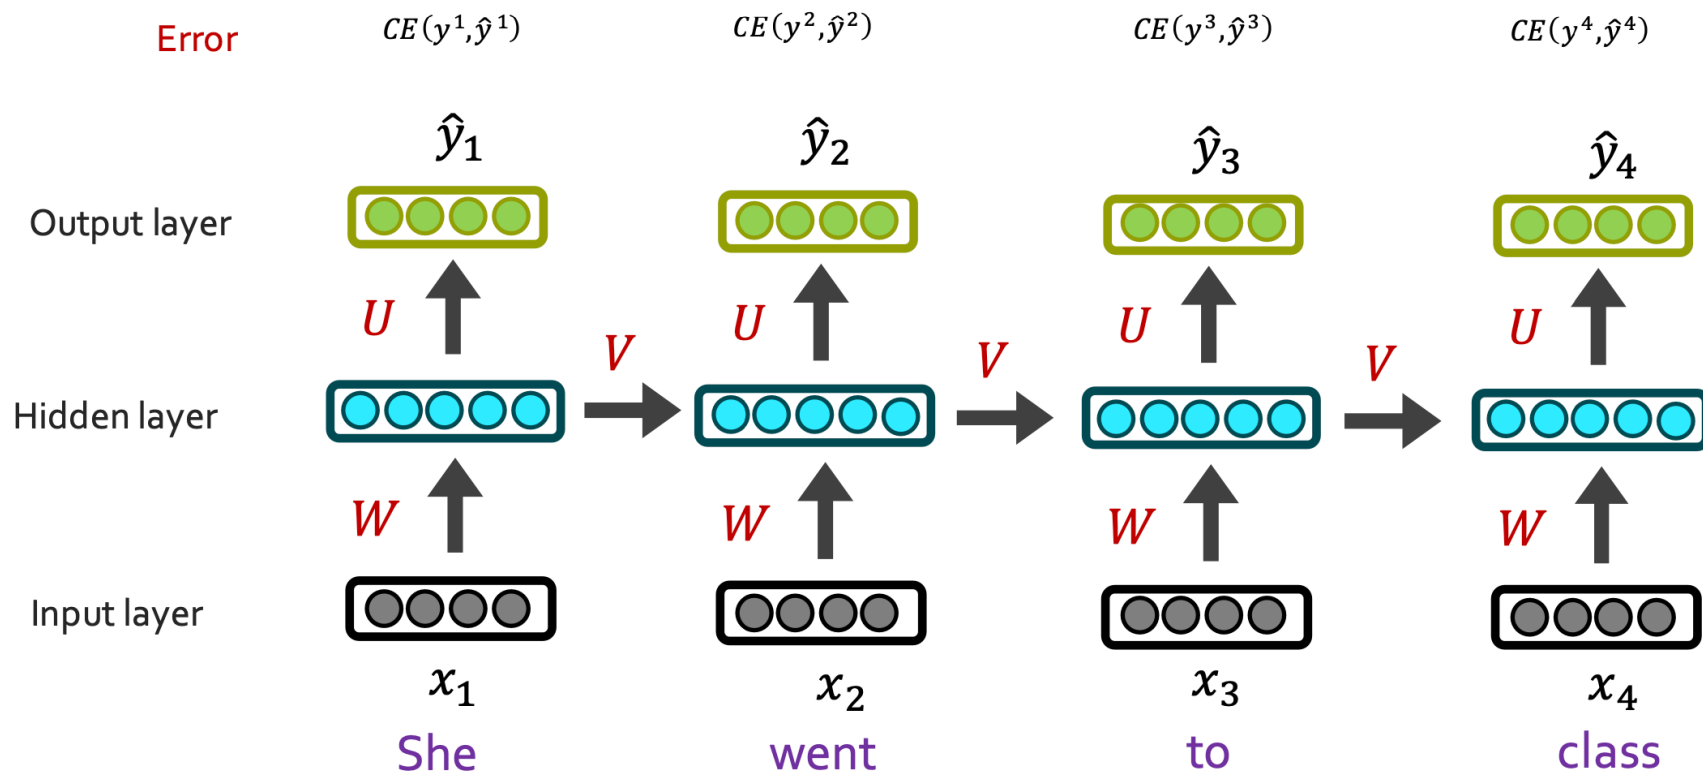 Error CE(y¹,ŷ¹) CE(y²,ŷ²) CE(y³,ŷ³) CE(y⁴,ŷ⁴)
ŷ₁ ŷ₂ ŷ₃ ŷ₄
Output layer
U U U U
V V V
Hidden layer
W W W W
Input layer
x₁ x₂ x₃ x₄
She went to class